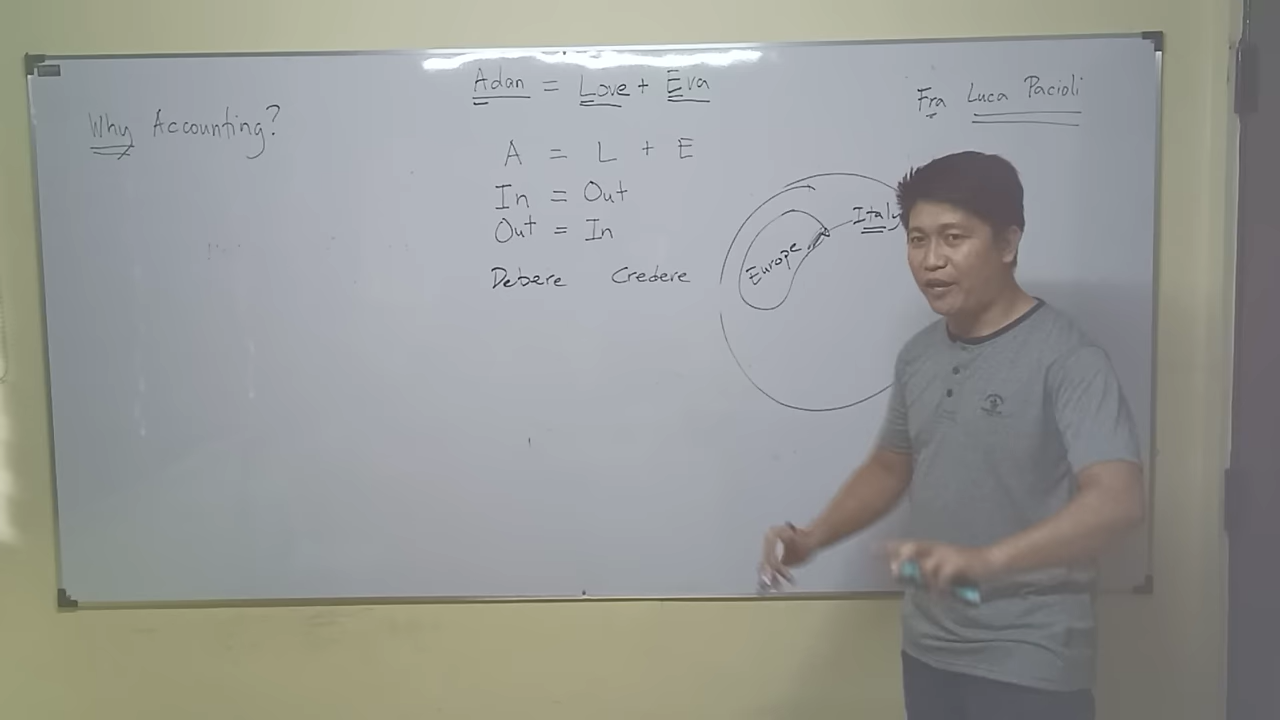 Why Accounting?
Adan = Love + Eva
A = L + E
In = Out
Out = In
Debere Credere
Fra Luca Pacioli
Italy
Europe